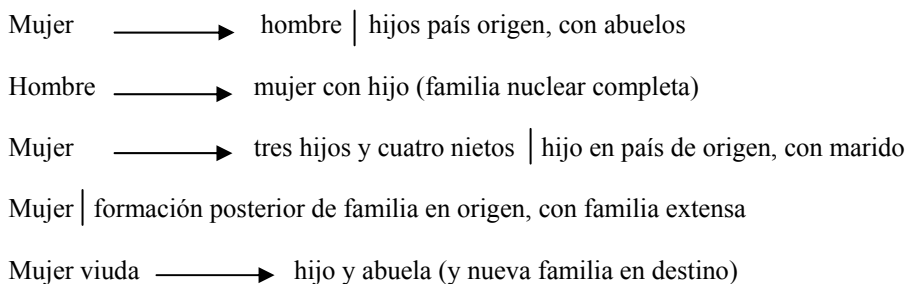 Mujer ⟶ hombre | hijos país origen, con abuelos
Hombre ⟶ mujer con hijo (familia nuclear completa)
Mujer ⟶ tres hijos y cuatro nietos | hijo en país de origen, con marido
Mujer | formación posterior de familia en origen, con familia extensa
Mujer viuda ⟶ hijo y abuela (y nueva familia en destino)